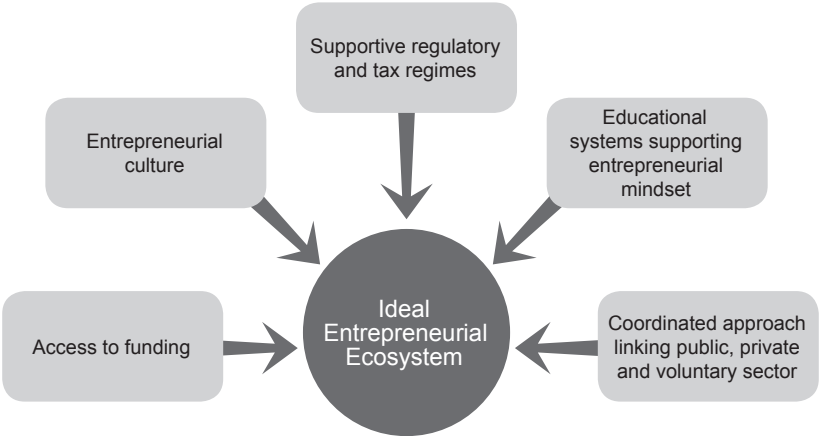 Supportive regulatory
and tax regimes
Entrepreneurial
culture
Educational
systems supporting
entrepreneurial
mindset
Access to funding
Ideal
Entrepreneurial
Ecosystem
Coordinated approach
linking public, private
and voluntary sector